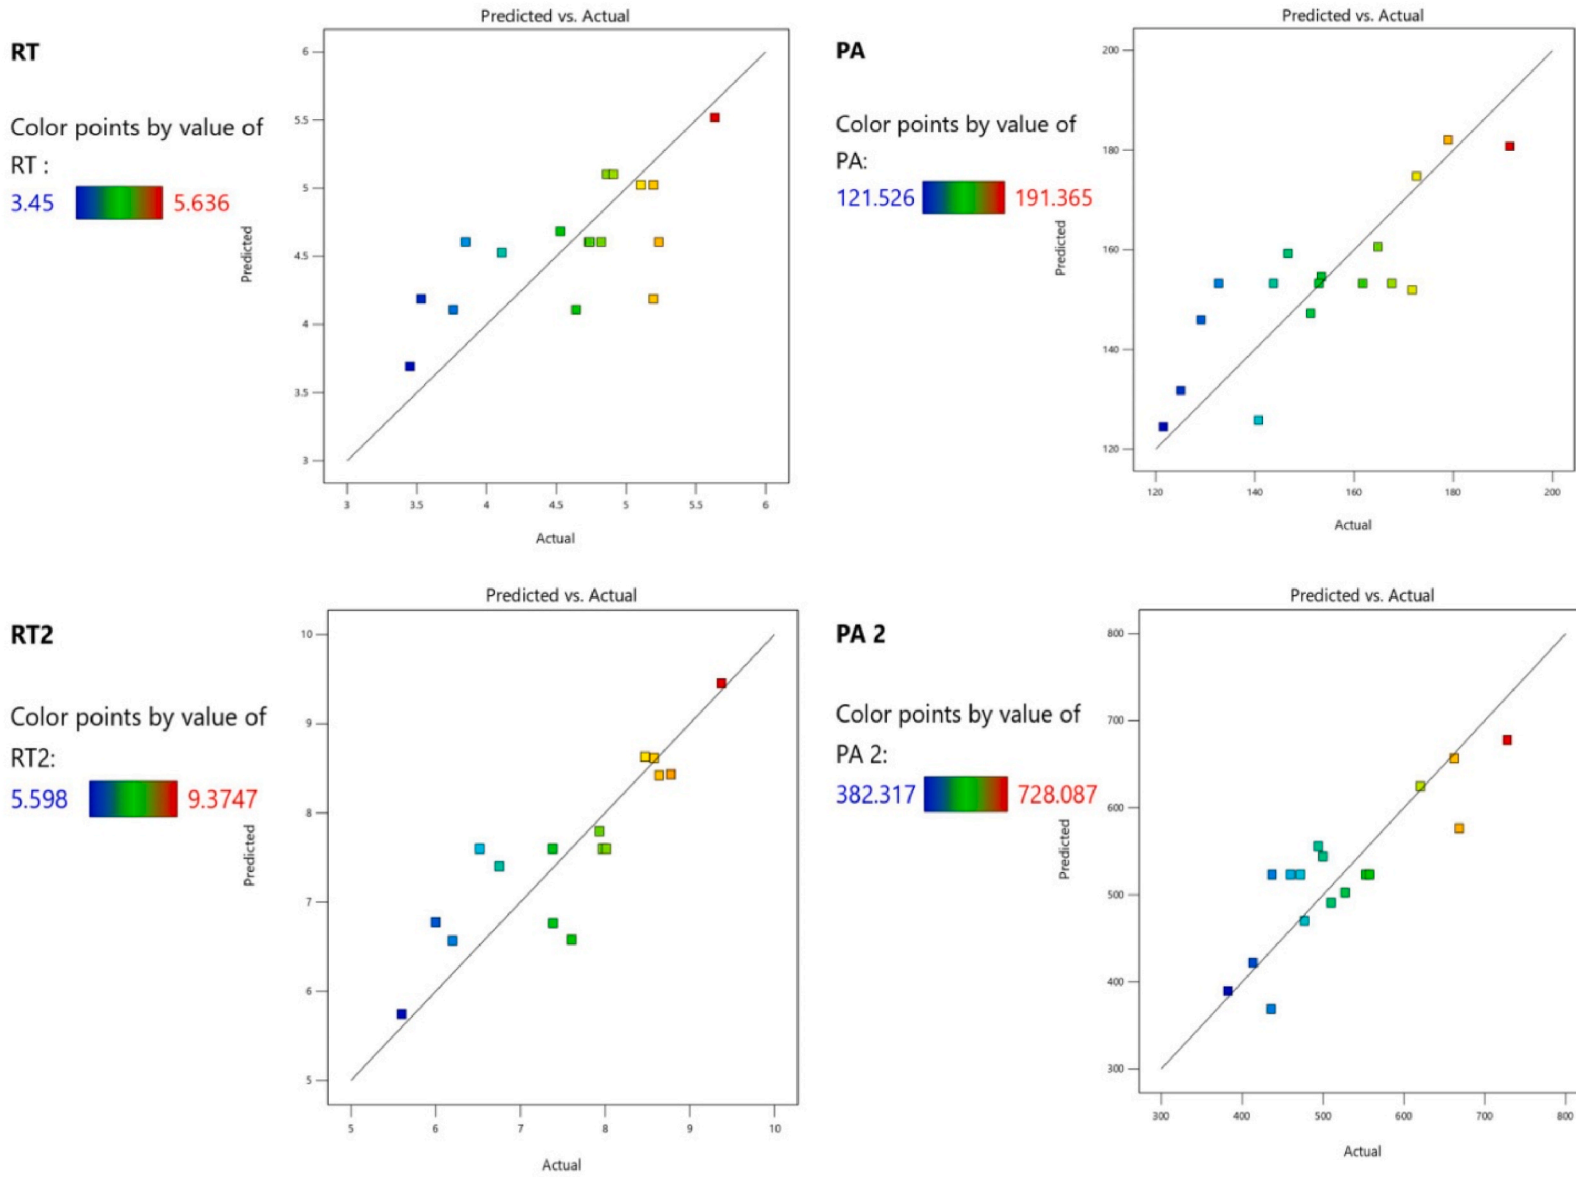 Predicted vs. Actual
RT
Color points by value of
RT :
3.45 5.636
Predicted
6
5.5
5
4.5
4
3.5
3
3 3.5 4 4.5 5 5.5 6
Actual
Predicted vs. Actual
PA
Color points by value of
PA:
121.526 191.365
Predicted
200
180
160
140
120
120 140 160 180 200
Actual
Predicted vs. Actual
RT2
Color points by value of
RT2:
5.598 9.3747
Predicted
10
9
8
7
6
5
5 6 7 8 9 10
Actual
Predicted vs. Actual
PA 2
Color points by value of
PA 2:
382.317 728.087
Predicted
800
700
600
500
400
300
300 400 500 600 700 800
Actual